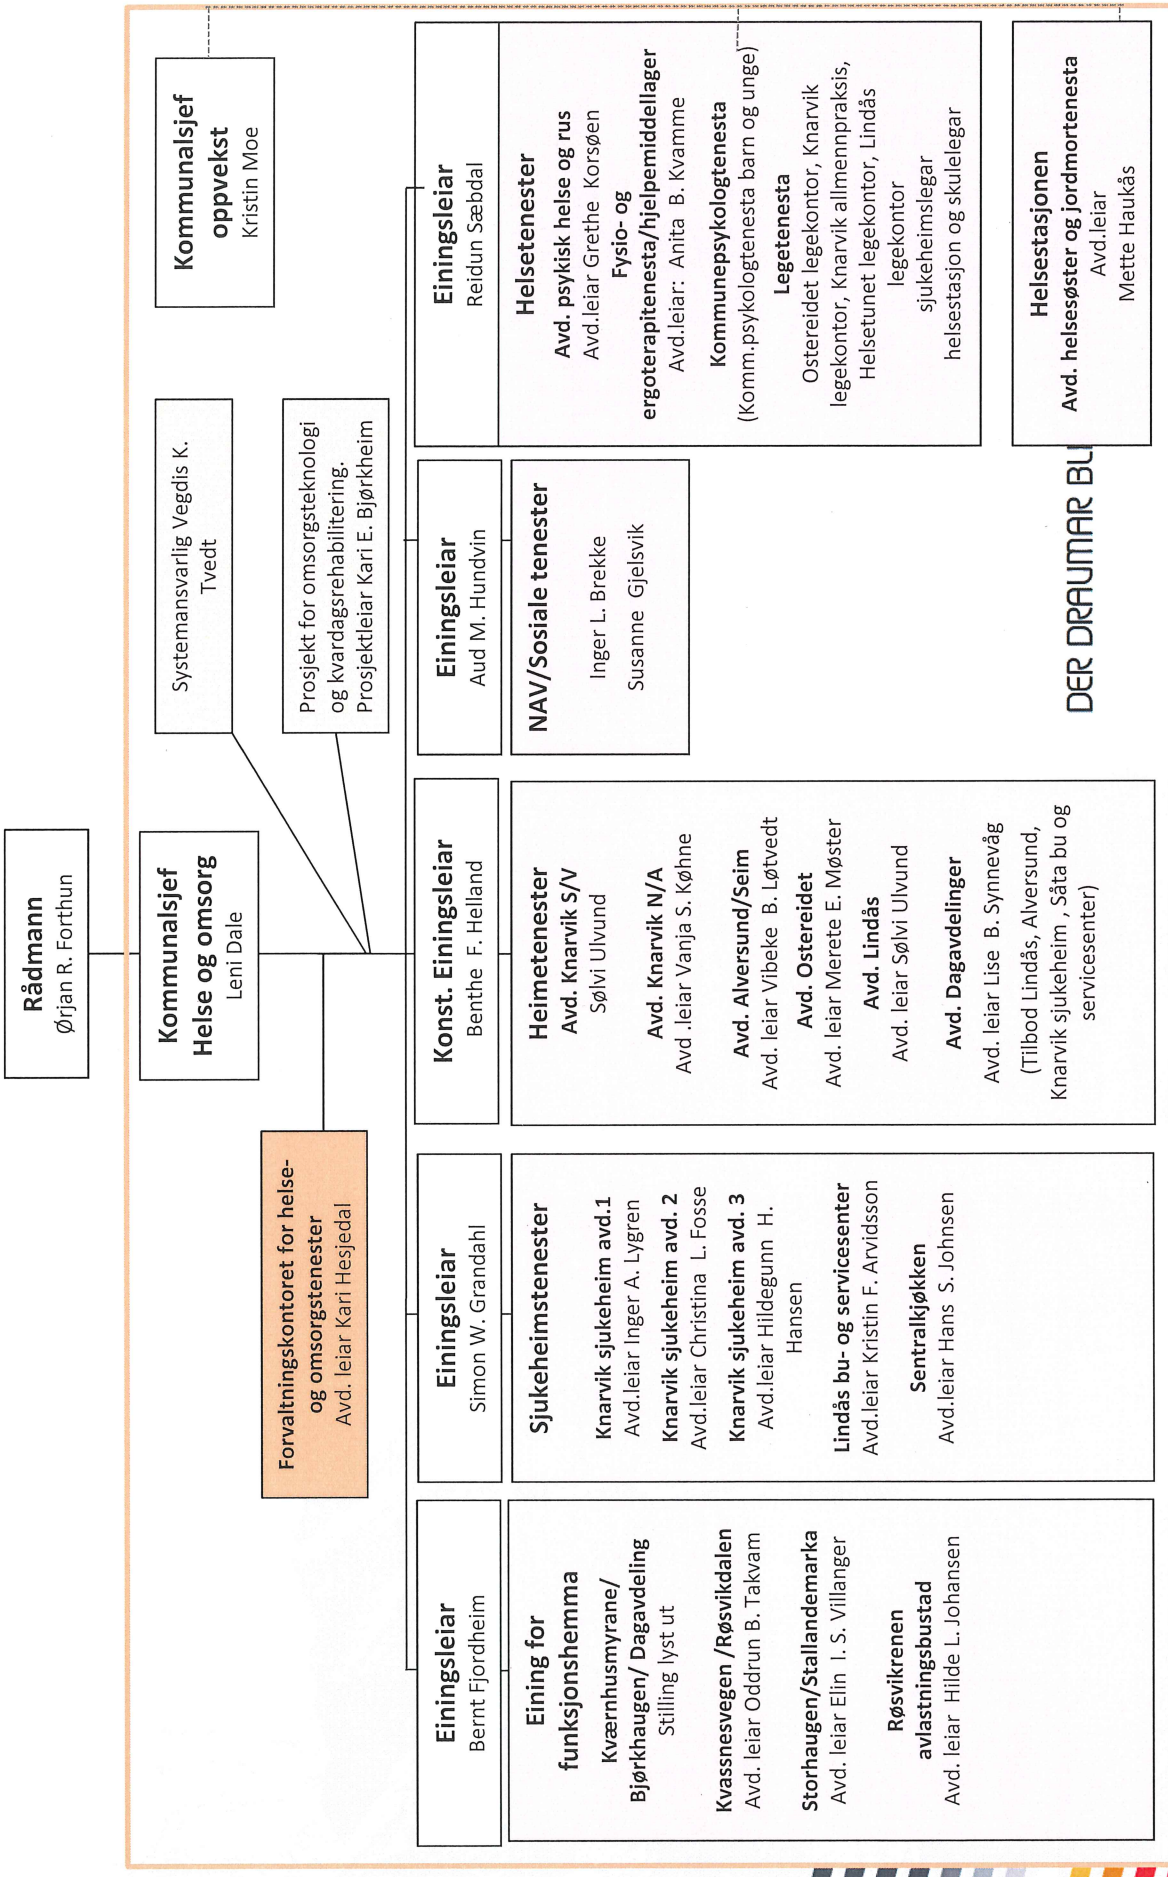 Rådmann
Ørjan R. Forthun
Kommunalsjef
Helse og omsorg
Leni Dale
Kommunalsjef
oppvekst
Kristin Moe
Systemansvarlig Vegdis K.
Tvedt
Forvaltningskontoret for helse-
og omsorgstenester
Avd. leiar Kari Hesjedal
Prosjekt for omsorgsteknologi
og kvardagsrehabilitering.
Prosjektleiar Kari E. Bjørkheim
Einingsleiar
Bernt Fjordheim
Eining for
funksjonshemma
Kværnhusmyrane/
Bjørkhaugen/ Dagavdeling
Stilling lyst ut
Kvassnesvegen /Røsvikdalen
Avd. leiar Oddrun B. Takvam
Storhaugen/Stallandemarka
Avd. leiar Elin I. S. Villanger
Røsvikrenen
avlastningsbustad
Avd. leiar Hilde L. Johansen
Einingsleiar
Simon W. Grandahl
Sjukeheimstenester
Knarvik sjukeheim avd.1
Avd.leiar Inger A. Lygren
Knarvik sjukeheim avd. 2
Avd.leiar Christina L. Fosse
Knarvik sjukeheim avd. 3
Avd.leiar Hildegunn H.
Hansen
Lindås bu- og servicesenter
Avd.leiar Kristin F. Arvidsson
Sentralkjøkken
Avd.leiar Hans S. Johnsen
Konst. Einingsleiar
Benthe F. Helland
Heimetenester
Avd. Knarvik S/V
Sølvi Ulvund
Avd. Knarvik N/A
Avd .leiar Vanja S. Køhne
Avd. Alversund/Seim
Avd. leiar Vibeke B. Løtvedt
Avd. Ostereidet
Avd. leiar Merete E. Møster
Avd. Lindås
Avd. leiar Sølvi Ulvund
Avd. Dagavdelinger
Avd. leiar Lise B. Synnevåg
(Tilbod Lindås, Alversund,
Knarvik sjukeheim , Såta bu og
servicesenter)
Einingsleiar
Aud M. Hundvin
NAV/Sosiale tenester
Inger L. Brekke
Susanne Gjelsvik
Einingsleiar
Reidun Sæbdal
Helsetenester
Avd. psykisk helse og rus
Avd.leiar Grethe Korsøen
Fysio- og
ergoterapitenesta/hjelpemiddellager
Avd.leiar: Anita B. Kvamme
Kommunepsykologtenesta
(Komm.psykologtenesta barn og unge)
Legetenesta
Ostereidet legekontor, Knarvik
legekontor, Knarvik allmennpraksis,
Helsetunet legekontor, Lindås
legekontor
sjukeheimslegar
helsestasjon og skulelegar
Helsestasjonen
Avd. helsesøster og jordmortenesta
Avd.leiar
Mette Haukås
DER DRAUMAR BLI